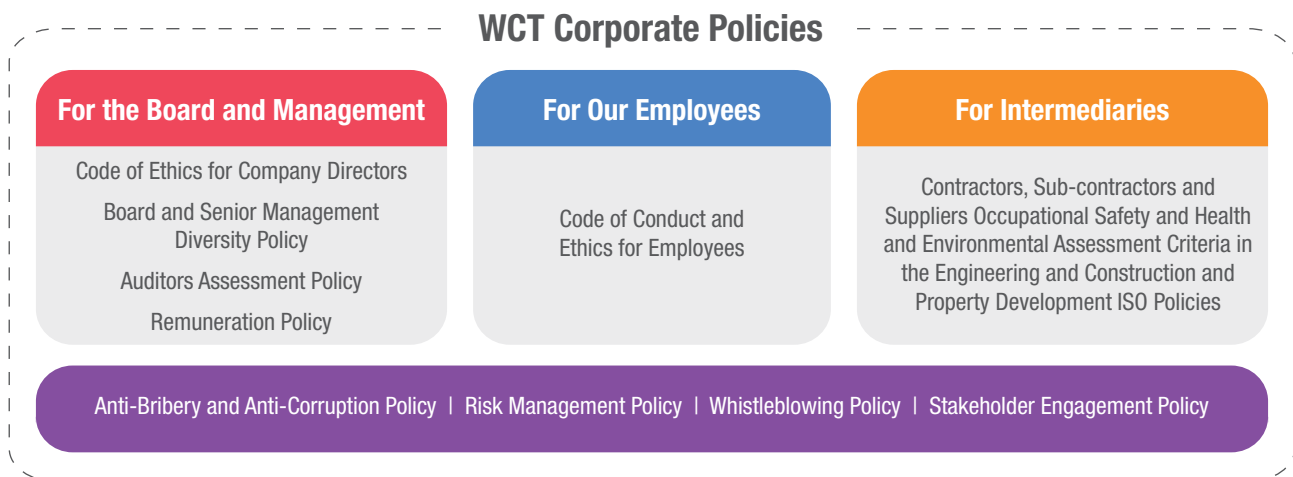 WCT Corporate Policies
For the Board and Management
Code of Ethics for Company Directors
Board and Senior Management
Diversity Policy
Auditors Assessment Policy
Remuneration Policy
For Our Employees
Code of Conduct and
Ethics for Employees
For Intermediaries
Contractors, Sub-contractors and
Suppliers Occupational Safety and Health
and Environmental Assessment Criteria in
the Engineering and Construction and
Property Development ISO Policies
Anti-Bribery and Anti-Corruption Policy | Risk Management Policy | Whistleblowing Policy | Stakeholder Engagement Policy